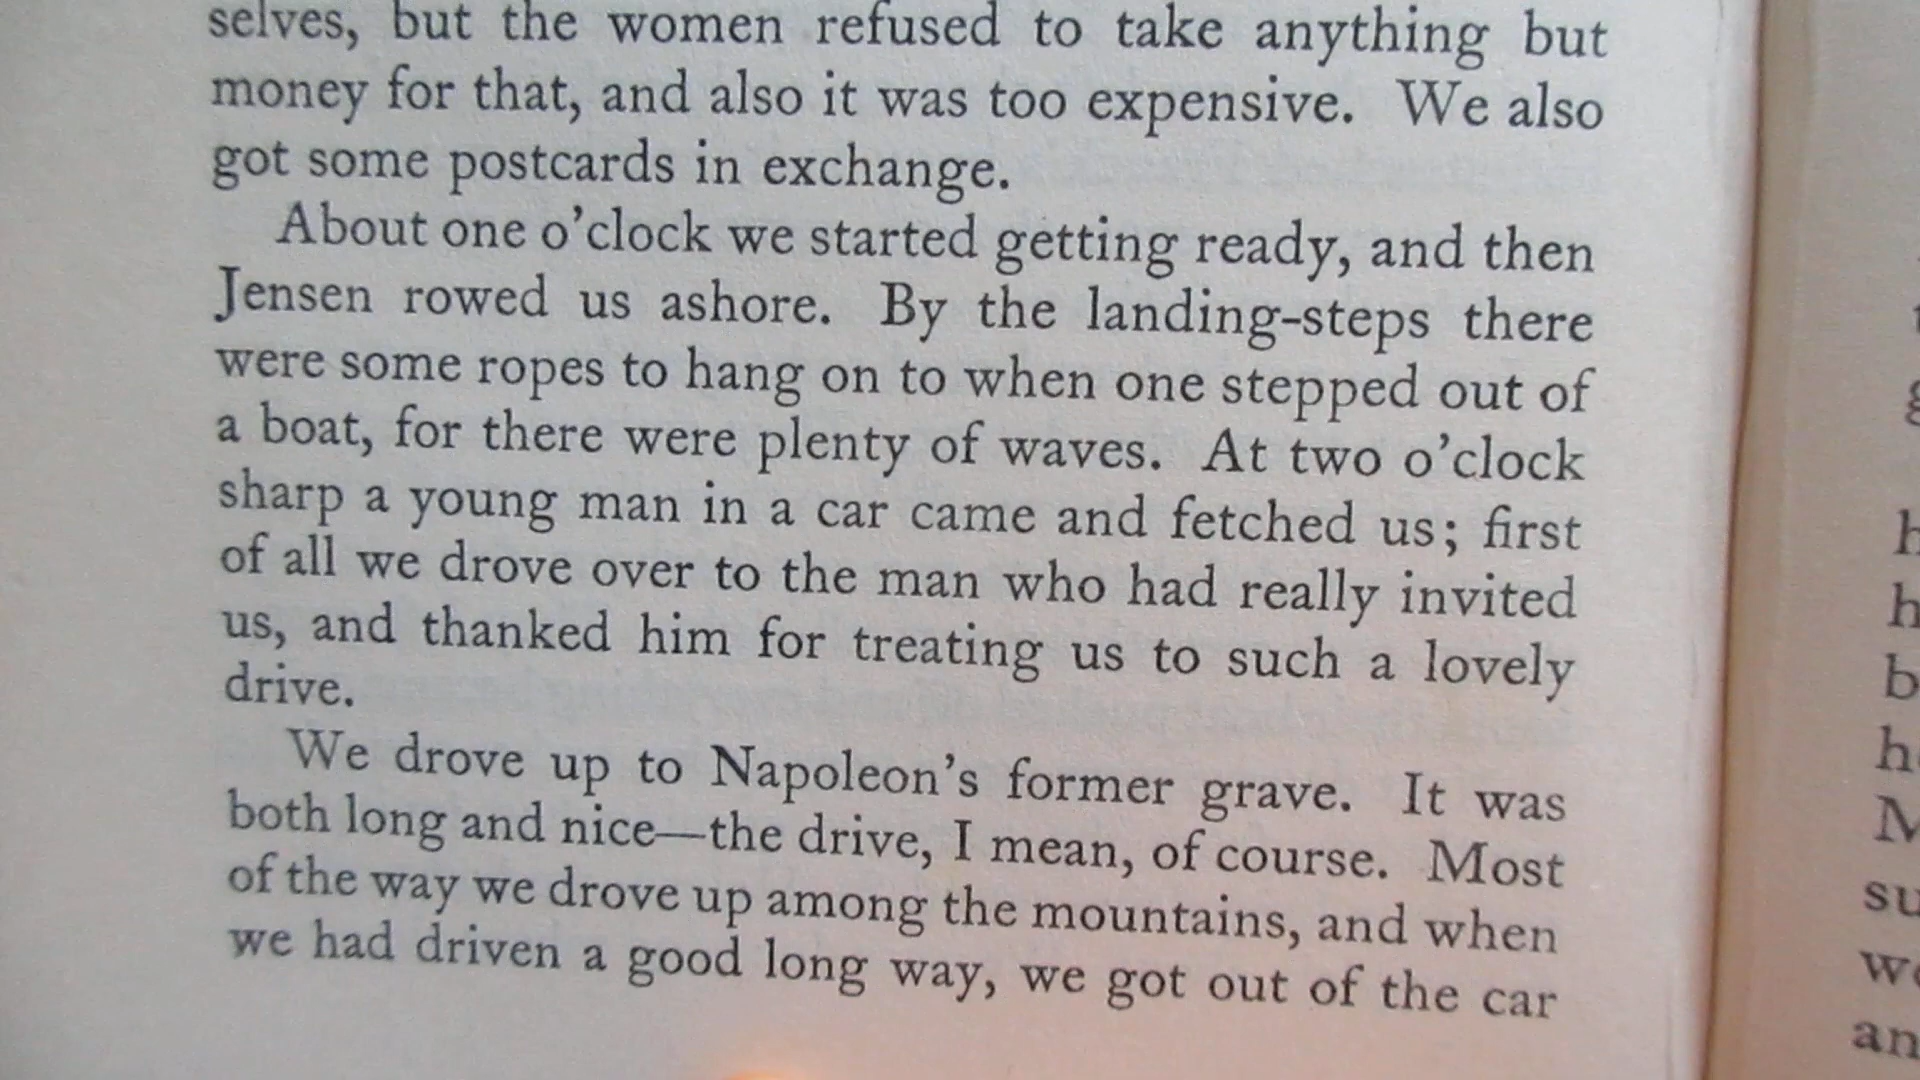 selves, but the women refused to take anything but
money for that, and also it was too expensive. We also
got some postcards in exchange.
About one o'clock we started getting ready, and then
Jensen rowed us ashore. By the landing-steps there
were some ropes to hang on to when one stepped out of
a boat, for there were plenty of waves. At two o'clock
sharp a young man in a car came and fetched us; first
of all we drove over to the man who had really invited
us, and thanked him for treating us to such a lovely
drive.
We drove up to Napoleon's former grave. It was
both long and nice—the drive, I mean, of course. Most
of the way we drove up among the mountains, and when
we had driven a good long way, we got out of the car